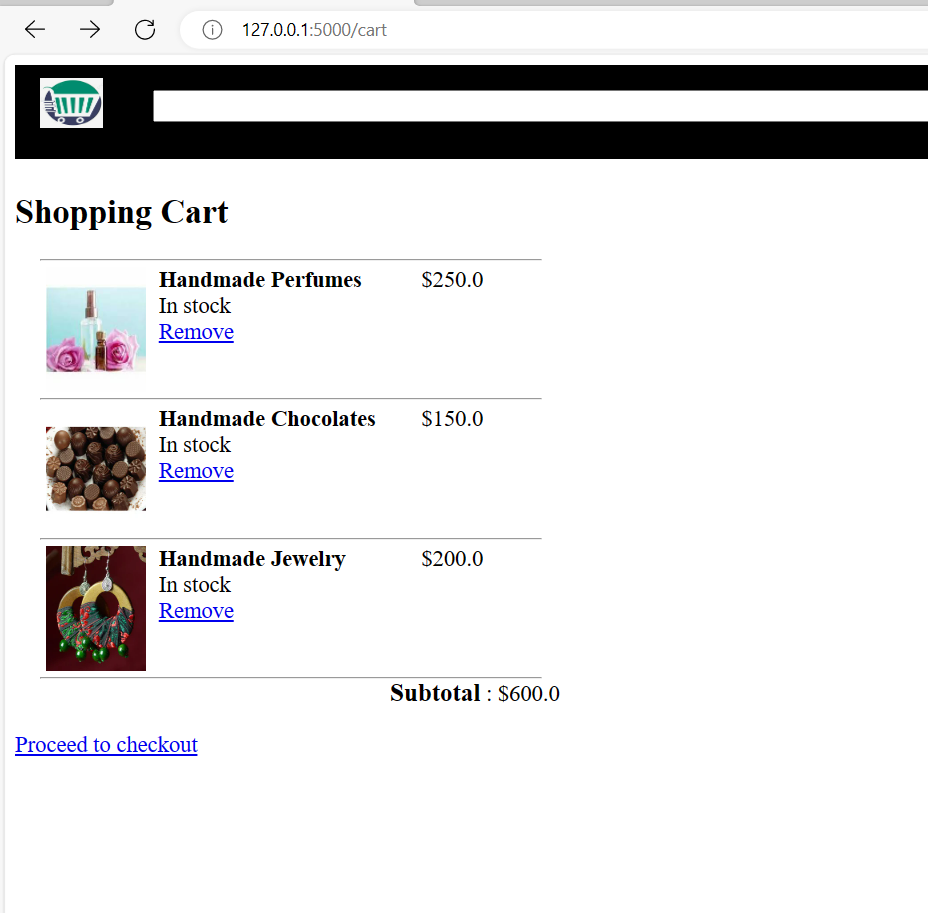 127.0.0.1:5000/cart
Shopping Cart
Handmade Perfumes $250.0
In stock
Remove
Handmade Chocolates $150.0
In stock
Remove
Handmade Jewelry $200.0
In stock
Remove
Subtotal : $600.0
Proceed to checkout